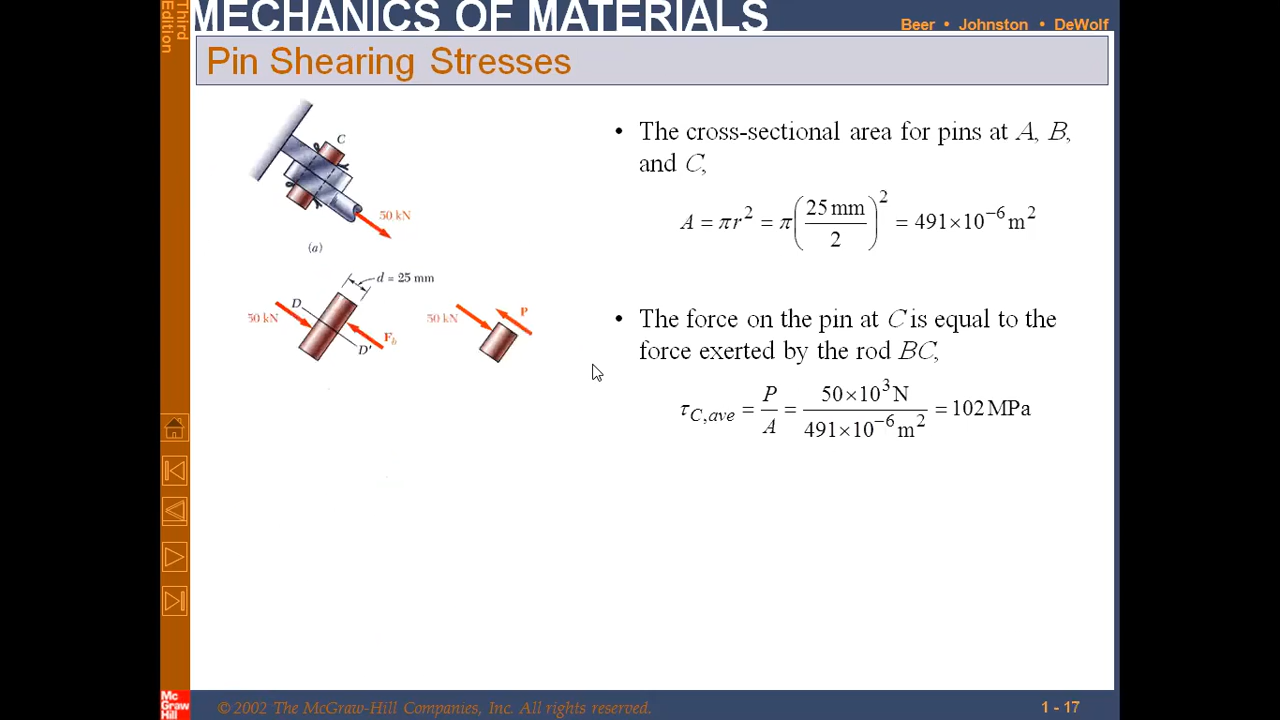 Third
Edition
MECHANICS OF MATERIALS
Beer • Johnston • DeWolf
Pin Shearing Stresses
C
50 kN
(a)
d = 25 mm
D
50 kN
F_b
D'
50 kN
P
• The cross-sectional area for pins at A, B,
and C,
A = πr² = π(25 mm / 2)² = 491×10⁻⁶ m²
• The force on the pin at C is equal to the
force exerted by the rod BC,
τ_C,ave = P / A = 50×10³ N / 491×10⁻⁶ m² = 102 MPa
Mc
Graw
Hill
©2002 The McGraw-Hill Companies, Inc. All rights reserved.
1 - 17